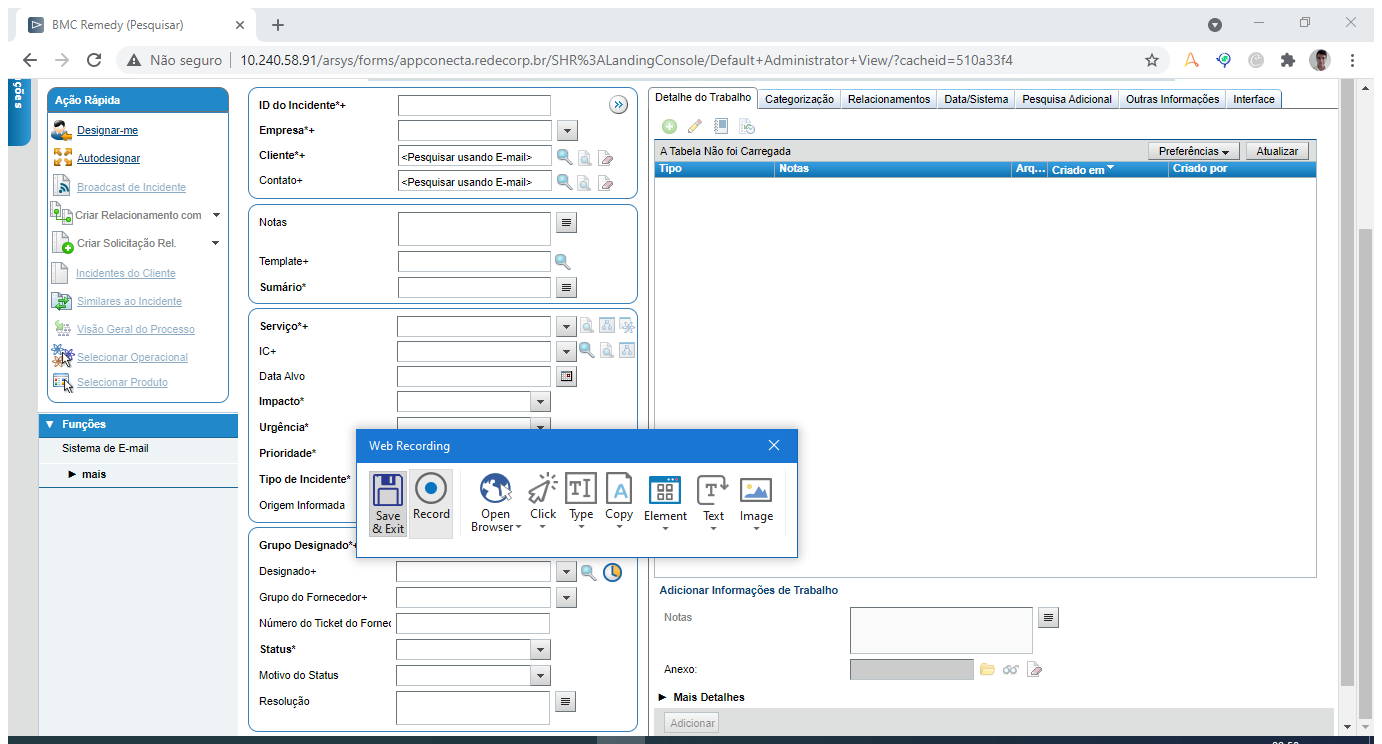 BMC Remedy (Pesquisar)
Não seguro
10.240.58.91/arsys/forms/appconecta.redecorp.br/SHR%3ALandingConsole/Default+Administrator+View/?cacheid=510a33f4
ções
Ação Rápida
Designar-me
Autodesignar
Broadcast de Incidente
Criar Relacionamento com
Criar Solicitação Rel.
Incidentes do Cliente
Similares ao Incidente
Visão Geral do Processo
Selecionar Operacional
Selecionar Produto
Funções
Sistema de E-mail
mais
ID do Incidente*+
Empresa*+
Cliente*+
<Pesquisar usando E-mail>
Contato+
<Pesquisar usando E-mail>
Notas
Template+
Sumário*
Serviço*+
IC+
Data Alvo
Impacto*
Urgência*
Prioridade*
Tipo de Incidente*
Origem Informada
Grupo Designado*+
Designado+
Grupo do Fornecedor+
Número do Ticket do Fornec
Status*
Motivo do Status
Resolução
Web Recording
Save & Exit
Record
Open Browser
Click
Type
Copy
Element
Text
Image
Detalhe do Trabalho
Categorização
Relacionamentos
Data/Sistema
Pesquisa Adicional
Outras Informações
Interface
A Tabela Não foi Carregada
Preferências
Atualizar
Tipo
Notas
Arq...
Criado em
Criado por
Adicionar Informações de Trabalho
Notas
Anexo:
Mais Detalhes
Adicionar